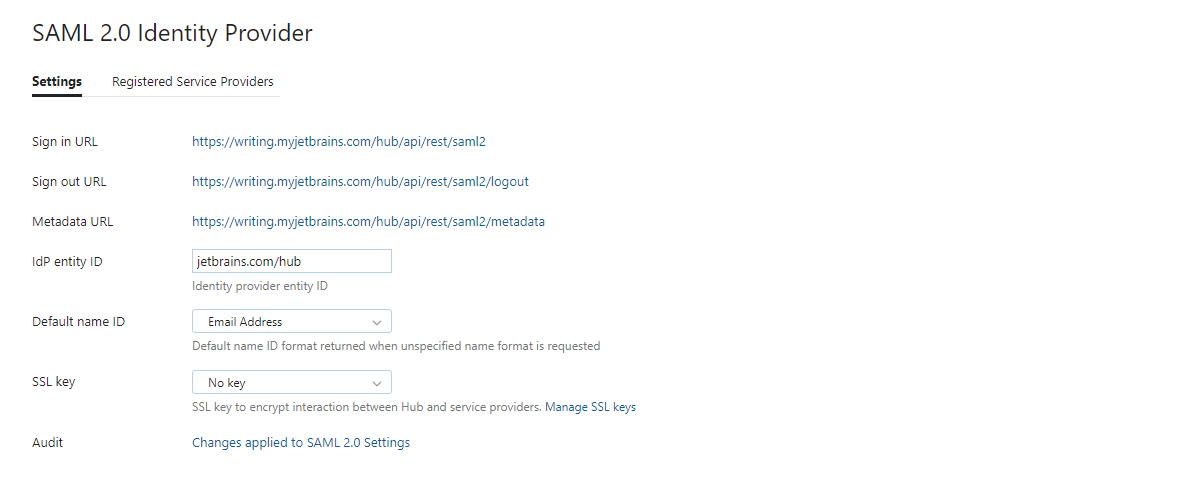 SAML 2.0 Identity Provider
Settings Registered Service Providers
Sign in URL https://writing.myjetbrains.com/hub/api/rest/saml2
Sign out URL https://writing.myjetbrains.com/hub/api/rest/saml2/logout
Metadata URL https://writing.myjetbrains.com/hub/api/rest/saml2/metadata
IdP entity ID jetbrains.com/hub
Identity provider entity ID
Default name ID Email Address
Default name ID format returned when unspecified name format is requested
SSL key No key
SSL key to encrypt interaction between Hub and service providers. Manage SSL keys
Audit Changes applied to SAML 2.0 Settings